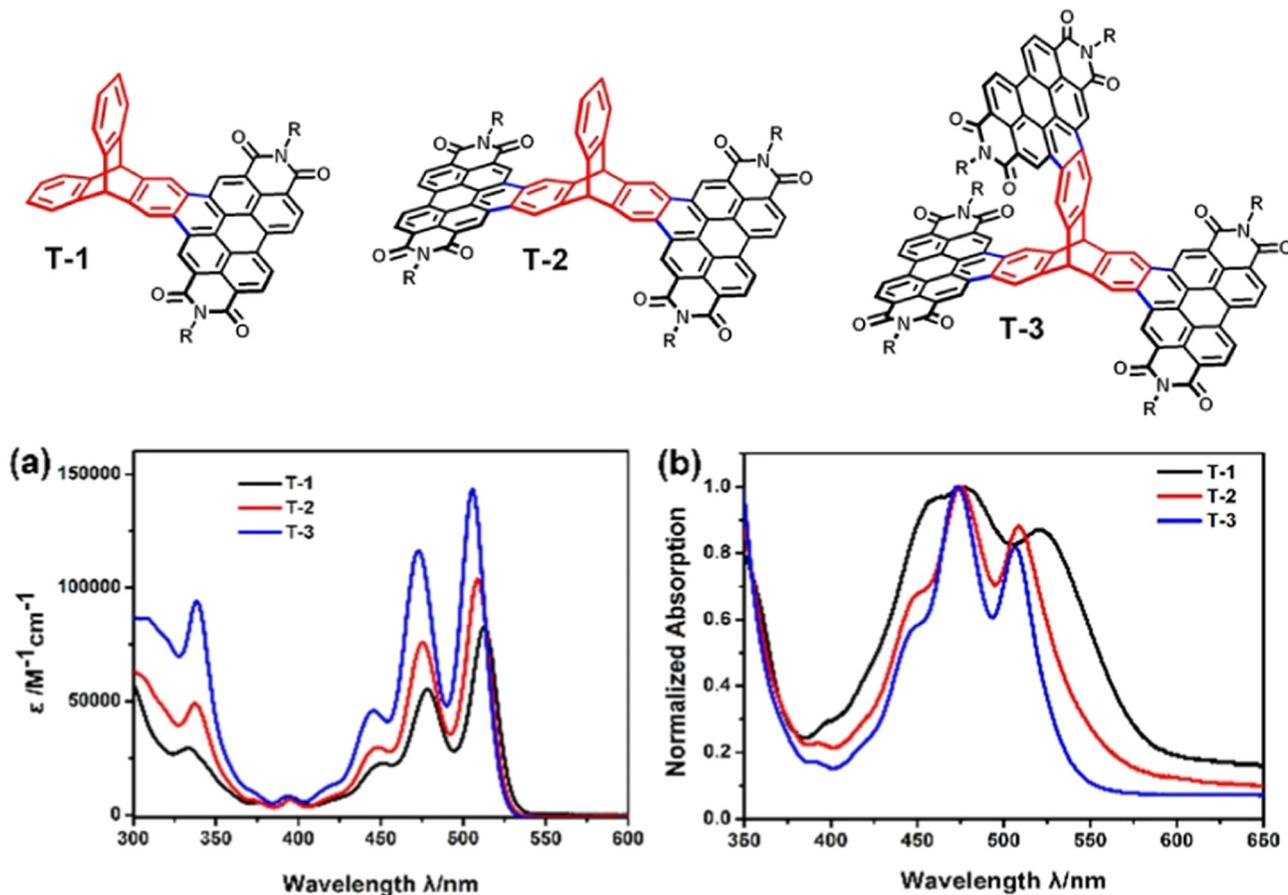 O
N
R
O
O
N
R
O
T-1
R
O
N
O
O
N
O
R
R
O
N
O
O
N
O
R
T-2
O
N
R
O
O
N
R
O
R
O
N
O
O
N
O
R
R
O
N
O
O
N
O
R
T-3
(a)
T-1
T-2
T-3
150000
100000
50000
0
300 350 400 450 500 550 600
ε /M⁻¹cm⁻¹
Wavelength λ/nm
(b)
T-1
T-2
T-3
1.0
0.8
0.6
0.4
0.2
0.0
350 400 450 500 550 600 650
Normalized Absorption
Wavelength λ/nm